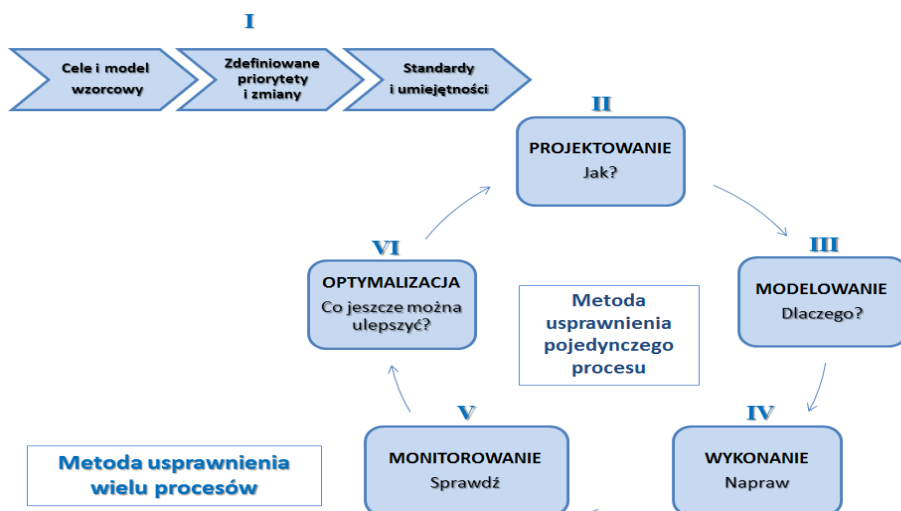 I
Cele i model
wzorcowy
Zdefiniowane
priorytety
i zmiany
Standardy
i umiejętności
II
PROJEKTOWANIE
Jak?
III
MODELOWANIE
Dlaczego?
VI
OPTYMALIZACJA
Co jeszcze można
ulepszyć?
Metoda
usprawnienia
pojedynczego
procesu
IV
WYKONANIE
Napraw
V
MONITOROWANIE
Sprawdź
Metoda usprawnienia
wielu procesów